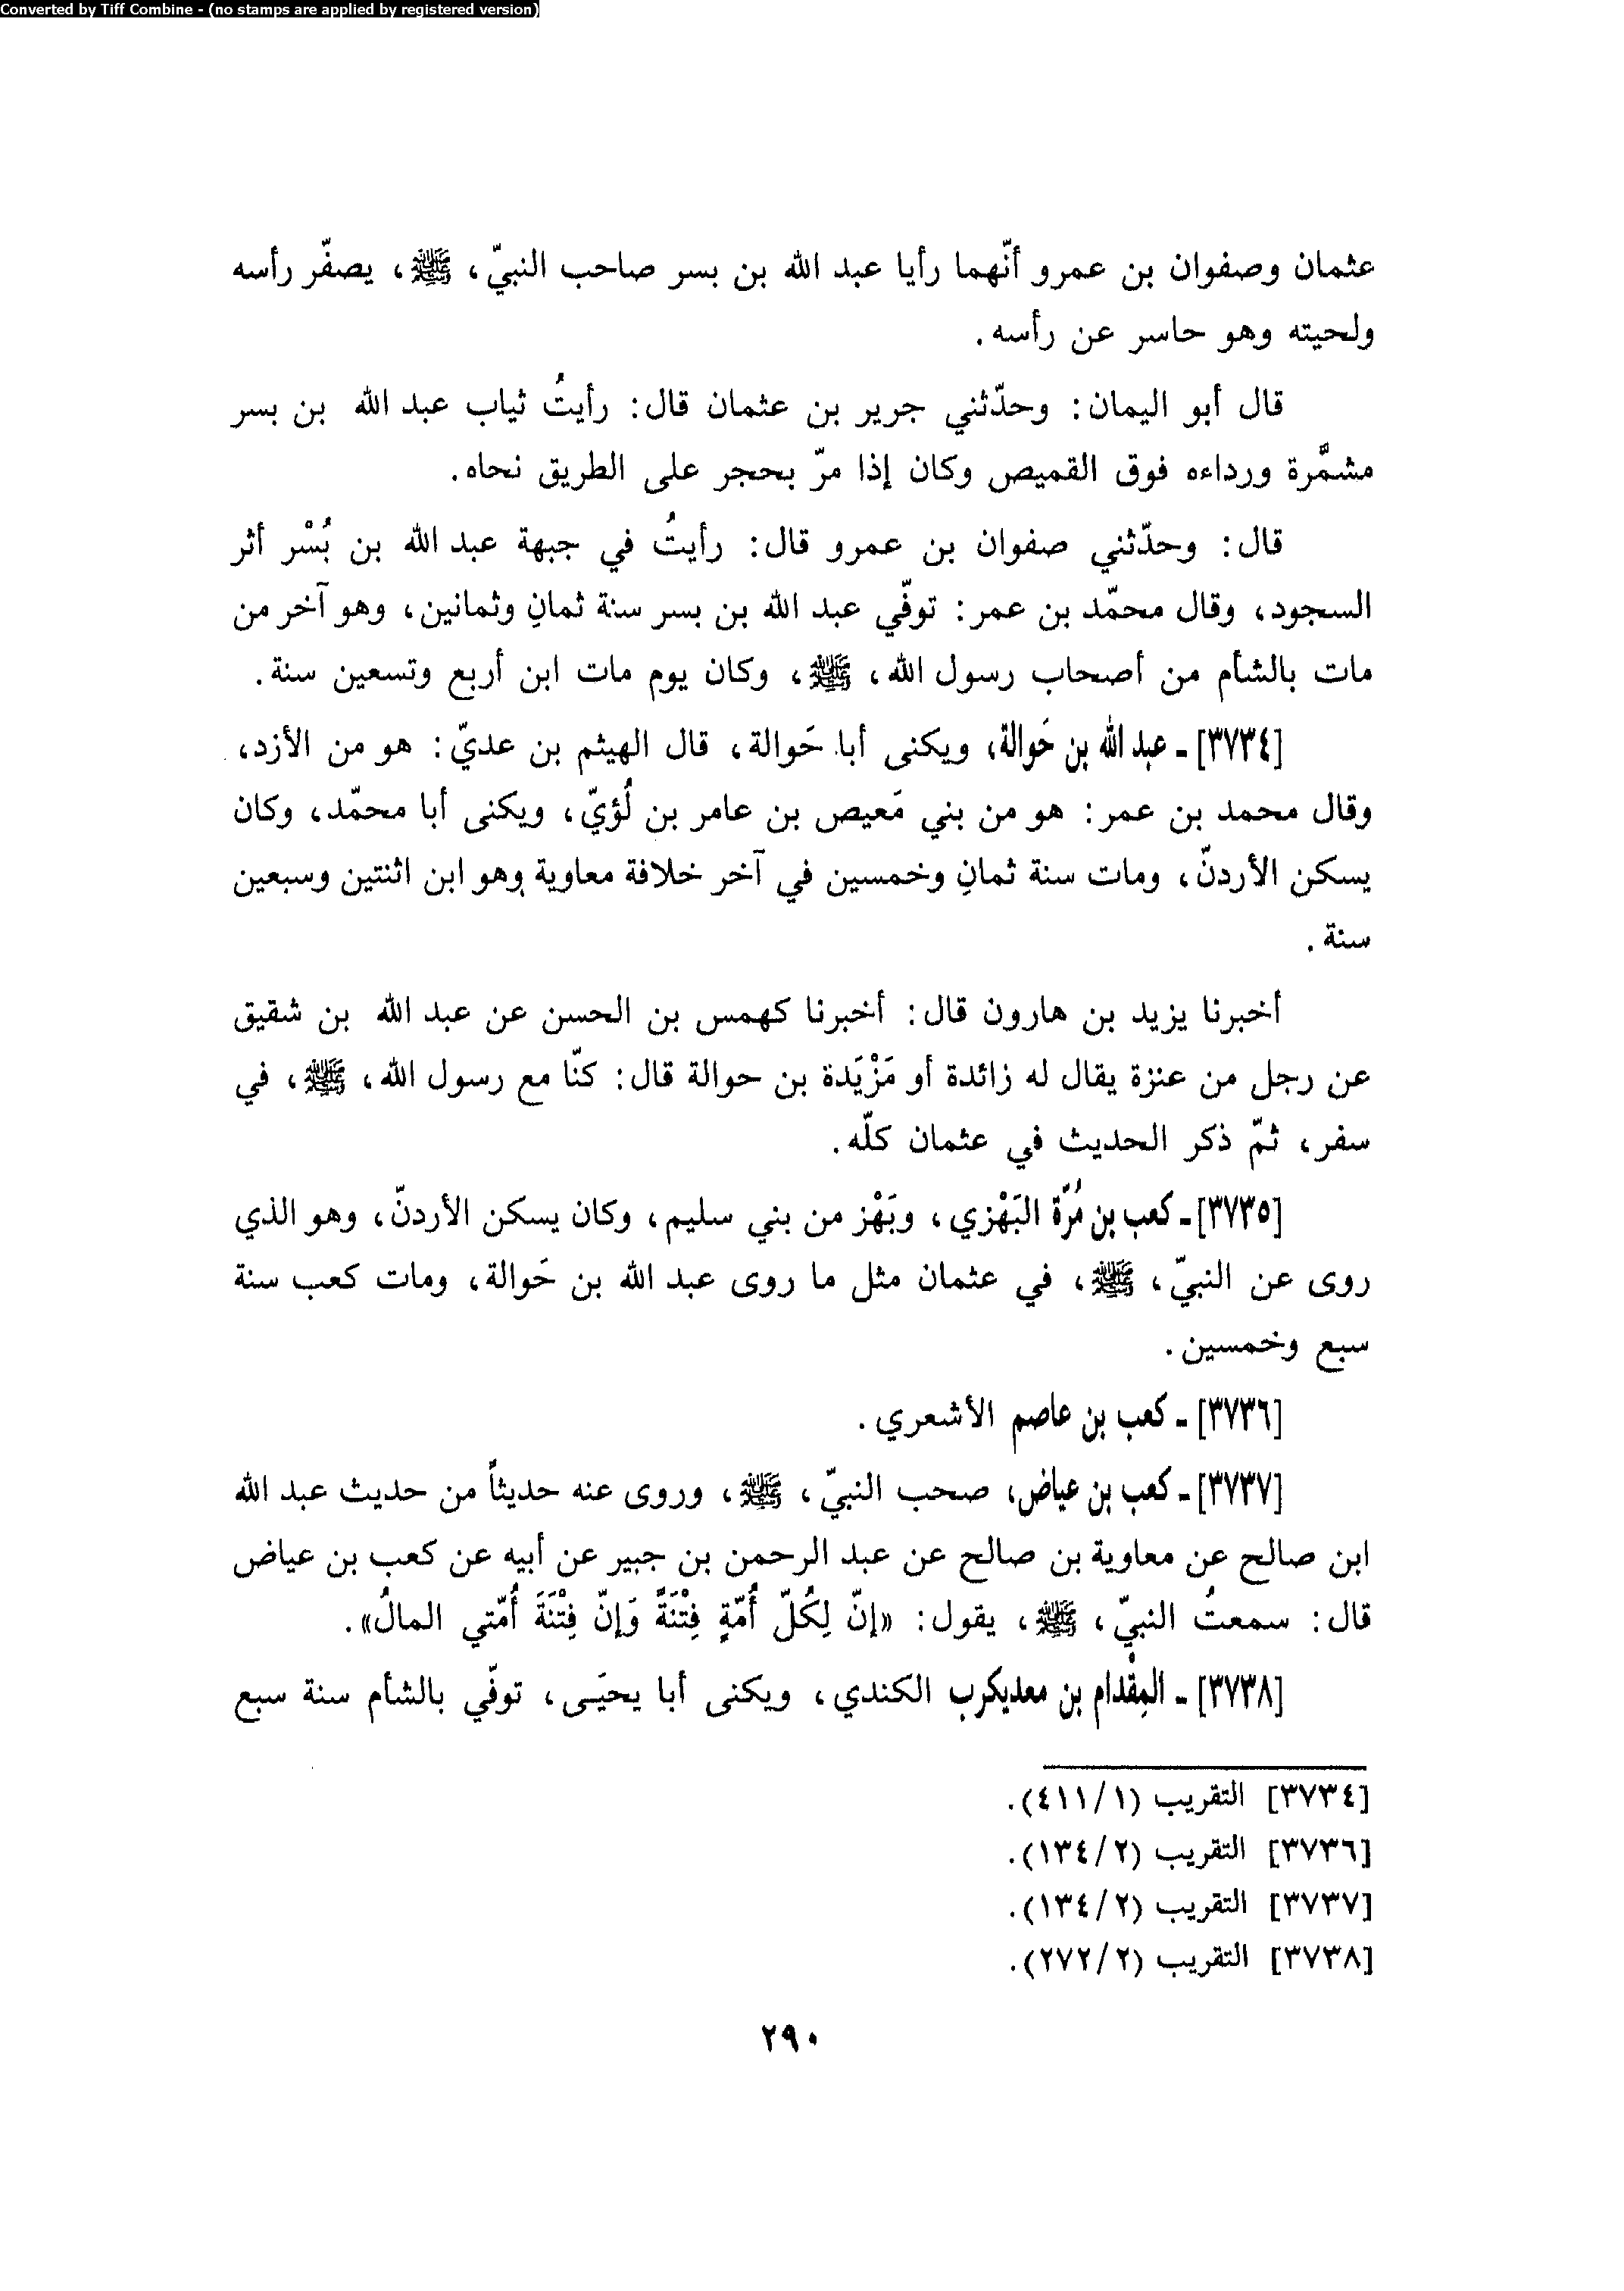 Converted by Tiff Combine - (no stamps are applied by registered version)
عثمان وصفوان بن عمرو أنّهما رأيا عبد الله بن بسر صاحب النبيّ، ﷺ، يصفّر رأسه
ولحيته وهو حاسر عن رأسه.
قال أبو اليمان: وحدّثني جرير بن عثمان قال: رأيتُ ثياب عبد الله بن بسر
مشمَّرة ورداءه فوق القميص وكان إذا مرّ بحجر على الطريق نحاه.
قال: وحدّثني صفوان بن عمرو قال: رأيتُ في جبهة عبد الله بن بُسْر أثر
السجود، وقال محمّد بن عمر: توفّي عبد الله بن بسر سنة ثمانِ وثمانين، وهو آخر من
مات بالشأم من أصحاب رسول الله، ﷺ، وكان يوم مات ابن أربع وتسعين سنة.
[٣٧٣٤] - عبد الله بن حَوالة، ويكنى أبا حَوالة، قال الهيثم بن عديّ: هو من الأزد،
وقال محمد بن عمر: هو من بني مَعيص بن عامر بن لُؤيّ، ويكنى أبا محمّد، وكان
يسكن الأردنّ، ومات سنة ثمانِ وخمسين في آخر خلافة معاوية وهو ابن اثنتين وسبعين
سنة.
أخبرنا يزيد بن هارون قال: أخبرنا كهمس بن الحسن عن عبد الله بن شقيق
عن رجل من عنزة يقال له زائدة أو مَزْيَدة بن حوالة قال: كنّا مع رسول الله، ﷺ، في
سفر، ثمّ ذكر الحديث في عثمان كلّه.
[٣٧٣٥] - كعب بن مُرّة البَهْزي، وبَهْز من بني سليم، وكان يسكن الأردنّ، وهو الذي
روى عن النبيّ، ﷺ، في عثمان مثل ما روى عبد الله بن حَوالة، ومات كعب سنة
سبع وخمسين.
[٣٧٣٦] - كعب بن عاصم الأشعري.
[٣٧٣٧] - كعب بن عياض، صحب النبيّ، ﷺ، وروى عنه حديثاً من حديث عبد الله
ابن صالح عن معاوية بن صالح عن عبد الرحمن بن جبير عن أبيه عن كعب بن عياض
قال: سمعتُ النبيّ، ﷺ، يقول: «إنّ لِكُلّ أُمّةٍ فِتْنَةً وَإنّ فِتْنَةَ أُمّتي المالُ».
[٣٧٣٨] - المِقْدام بن معديكرب الكندي، ويكنى أبا يحيَى، توفّي بالشأم سنة سبع
[٣٧٣٤] التقريب (٤١١/١).
[٣٧٣٦] التقريب (١٣٤/٢).
[٣٧٣٧] التقريب (١٣٤/٢).
[٣٧٣٨] التقريب (٢٧٢/٢).
٢٩٠